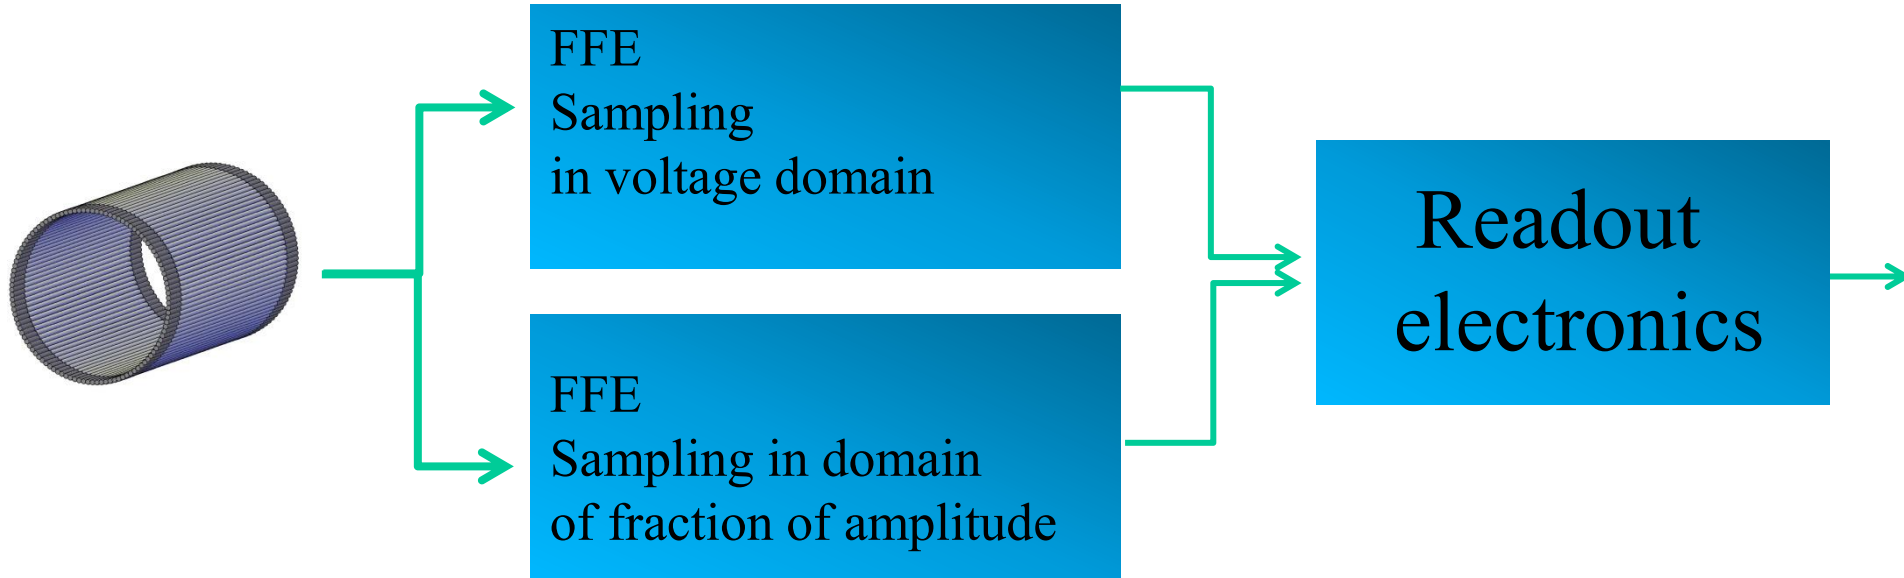 FFE
Sampling
in voltage domain
FFE
Sampling in domain
of fraction of amplitude
Readout
electronics